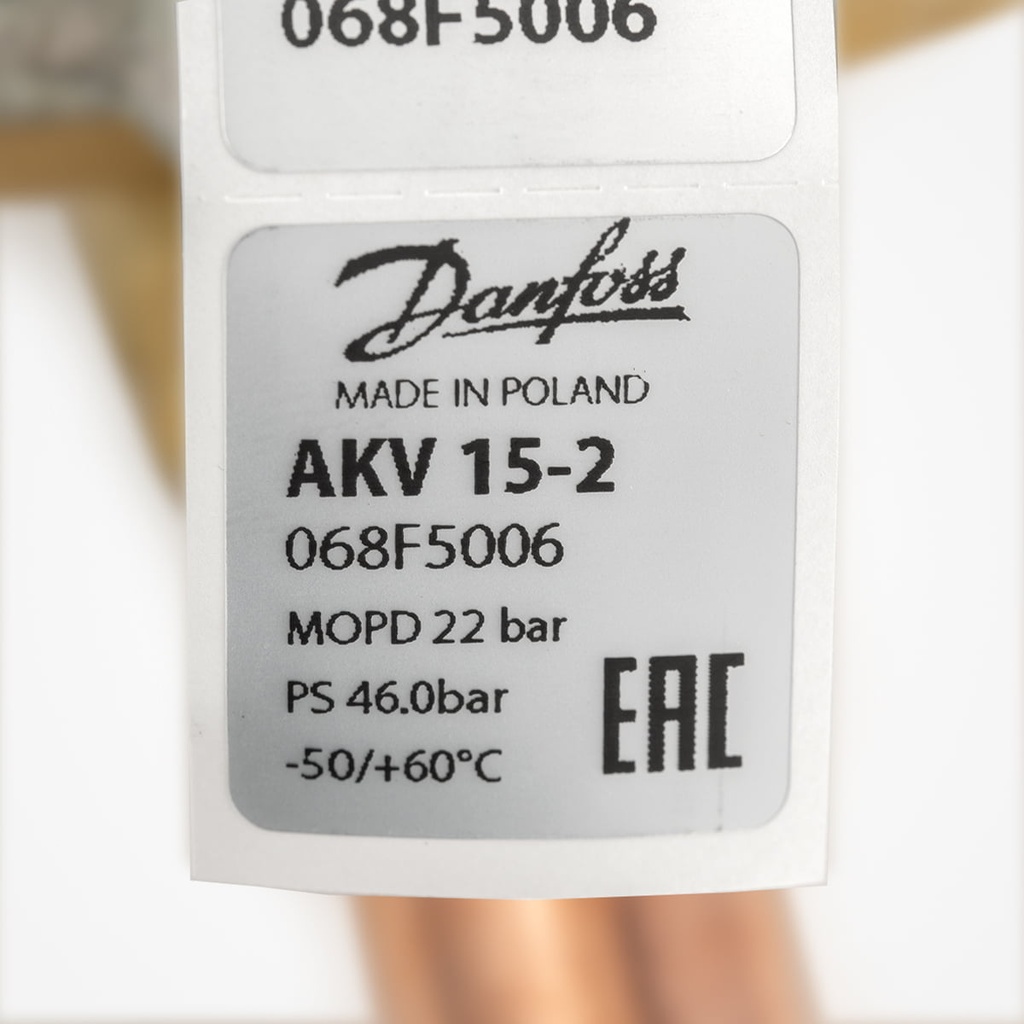 068F5006
Danfoss
MADE IN POLAND
AKV 15-2
068F5006
MOPD 22 bar
PS 46.0bar
-50/+60°C
EAC